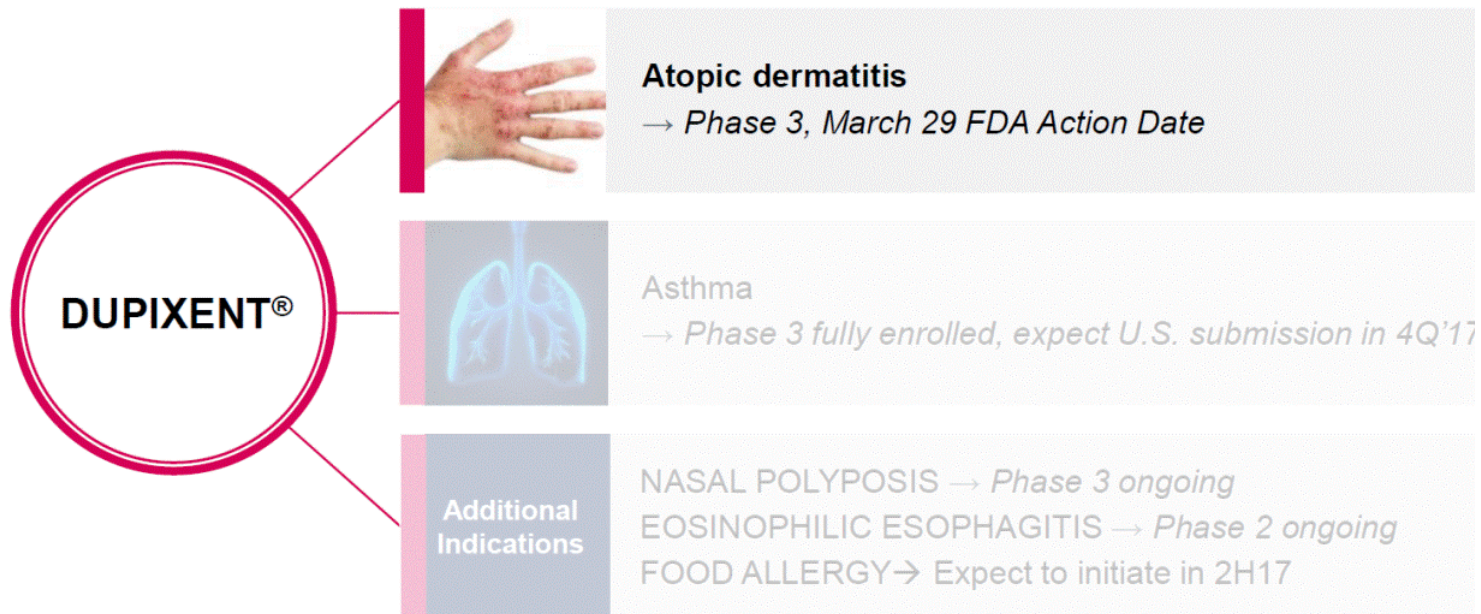 DUPIXENT®
Atopic dermatitis
→ Phase 3, March 29 FDA Action Date
Asthma
→ Phase 3 fully enrolled, expect U.S. submission in 4Q'17
Additional
Indications
NASAL POLYPOSIS → Phase 3 ongoing
EOSINOPHILIC ESOPHAGITIS → Phase 2 ongoing
FOOD ALLERGY→ Expect to initiate in 2H17